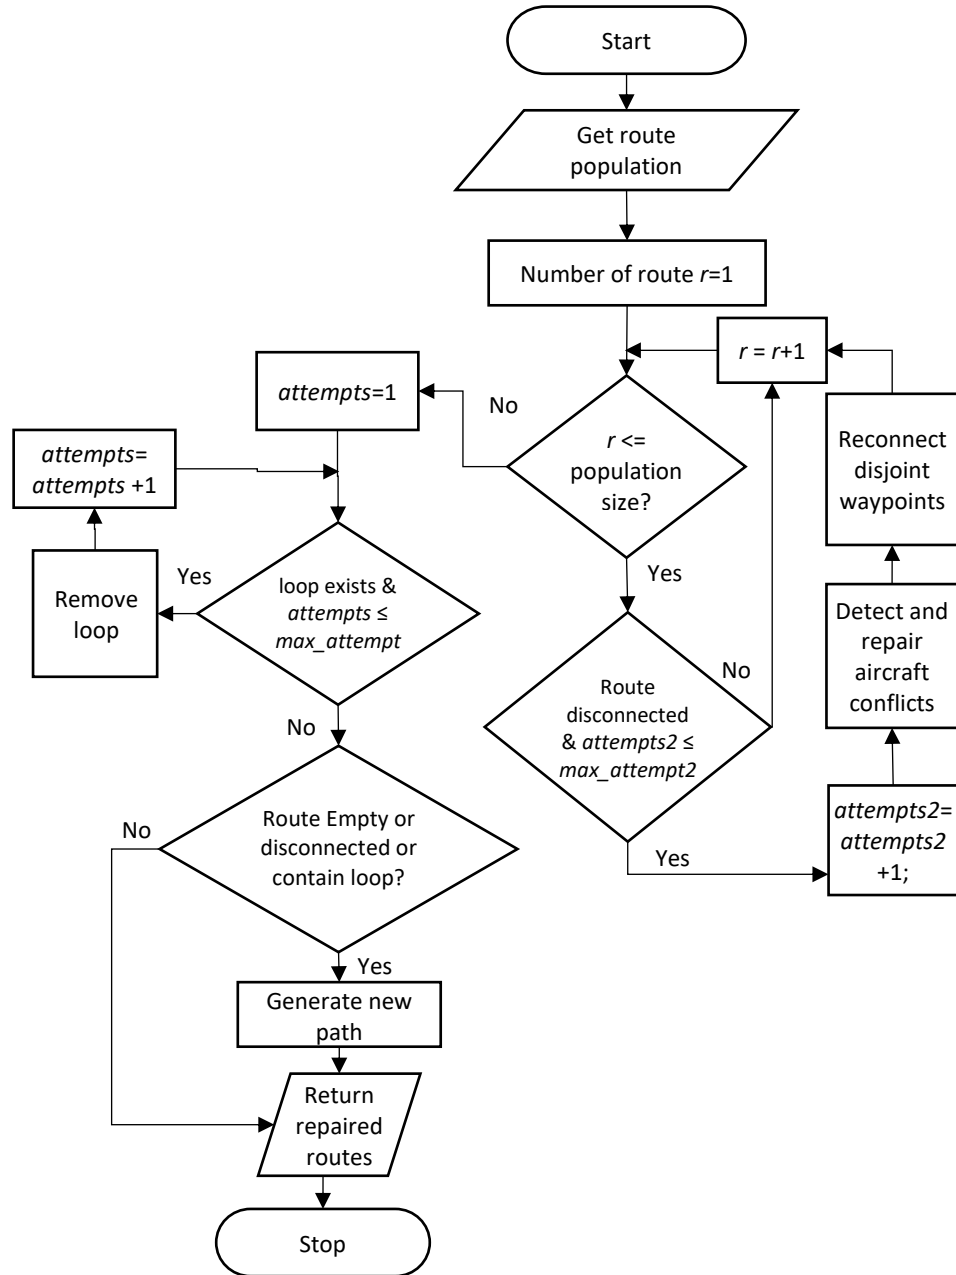 Start
Get route
population
Number of route r=1
r = r+1
attempts=1
No
r <=
population
size?
Reconnect
disjoint
waypoints
attempts=
attempts +1
Yes
Remove
loop
loop exists &
attempts ≤
max_attempt
Yes
Detect and
repair
aircraft
conflicts
No
Route
disconnected
& attempts2 ≤
max_attempt2
No
attempts2=
attempts2
+1;
Yes
No
Route Empty or
disconnected or
contain loop?
Yes
Generate new
path
Return
repaired
routes
Stop